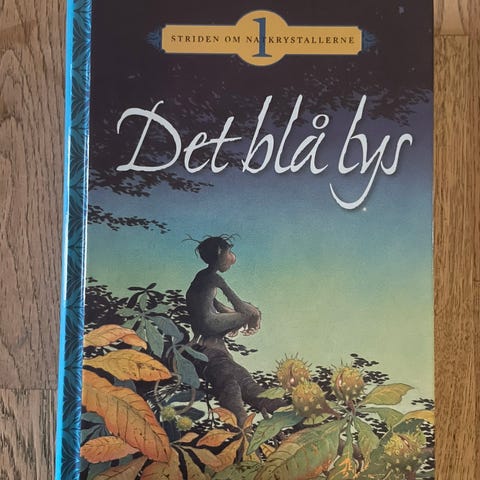 STRIDEN OM NATKRYSTALLERNE
1
Det blå lys